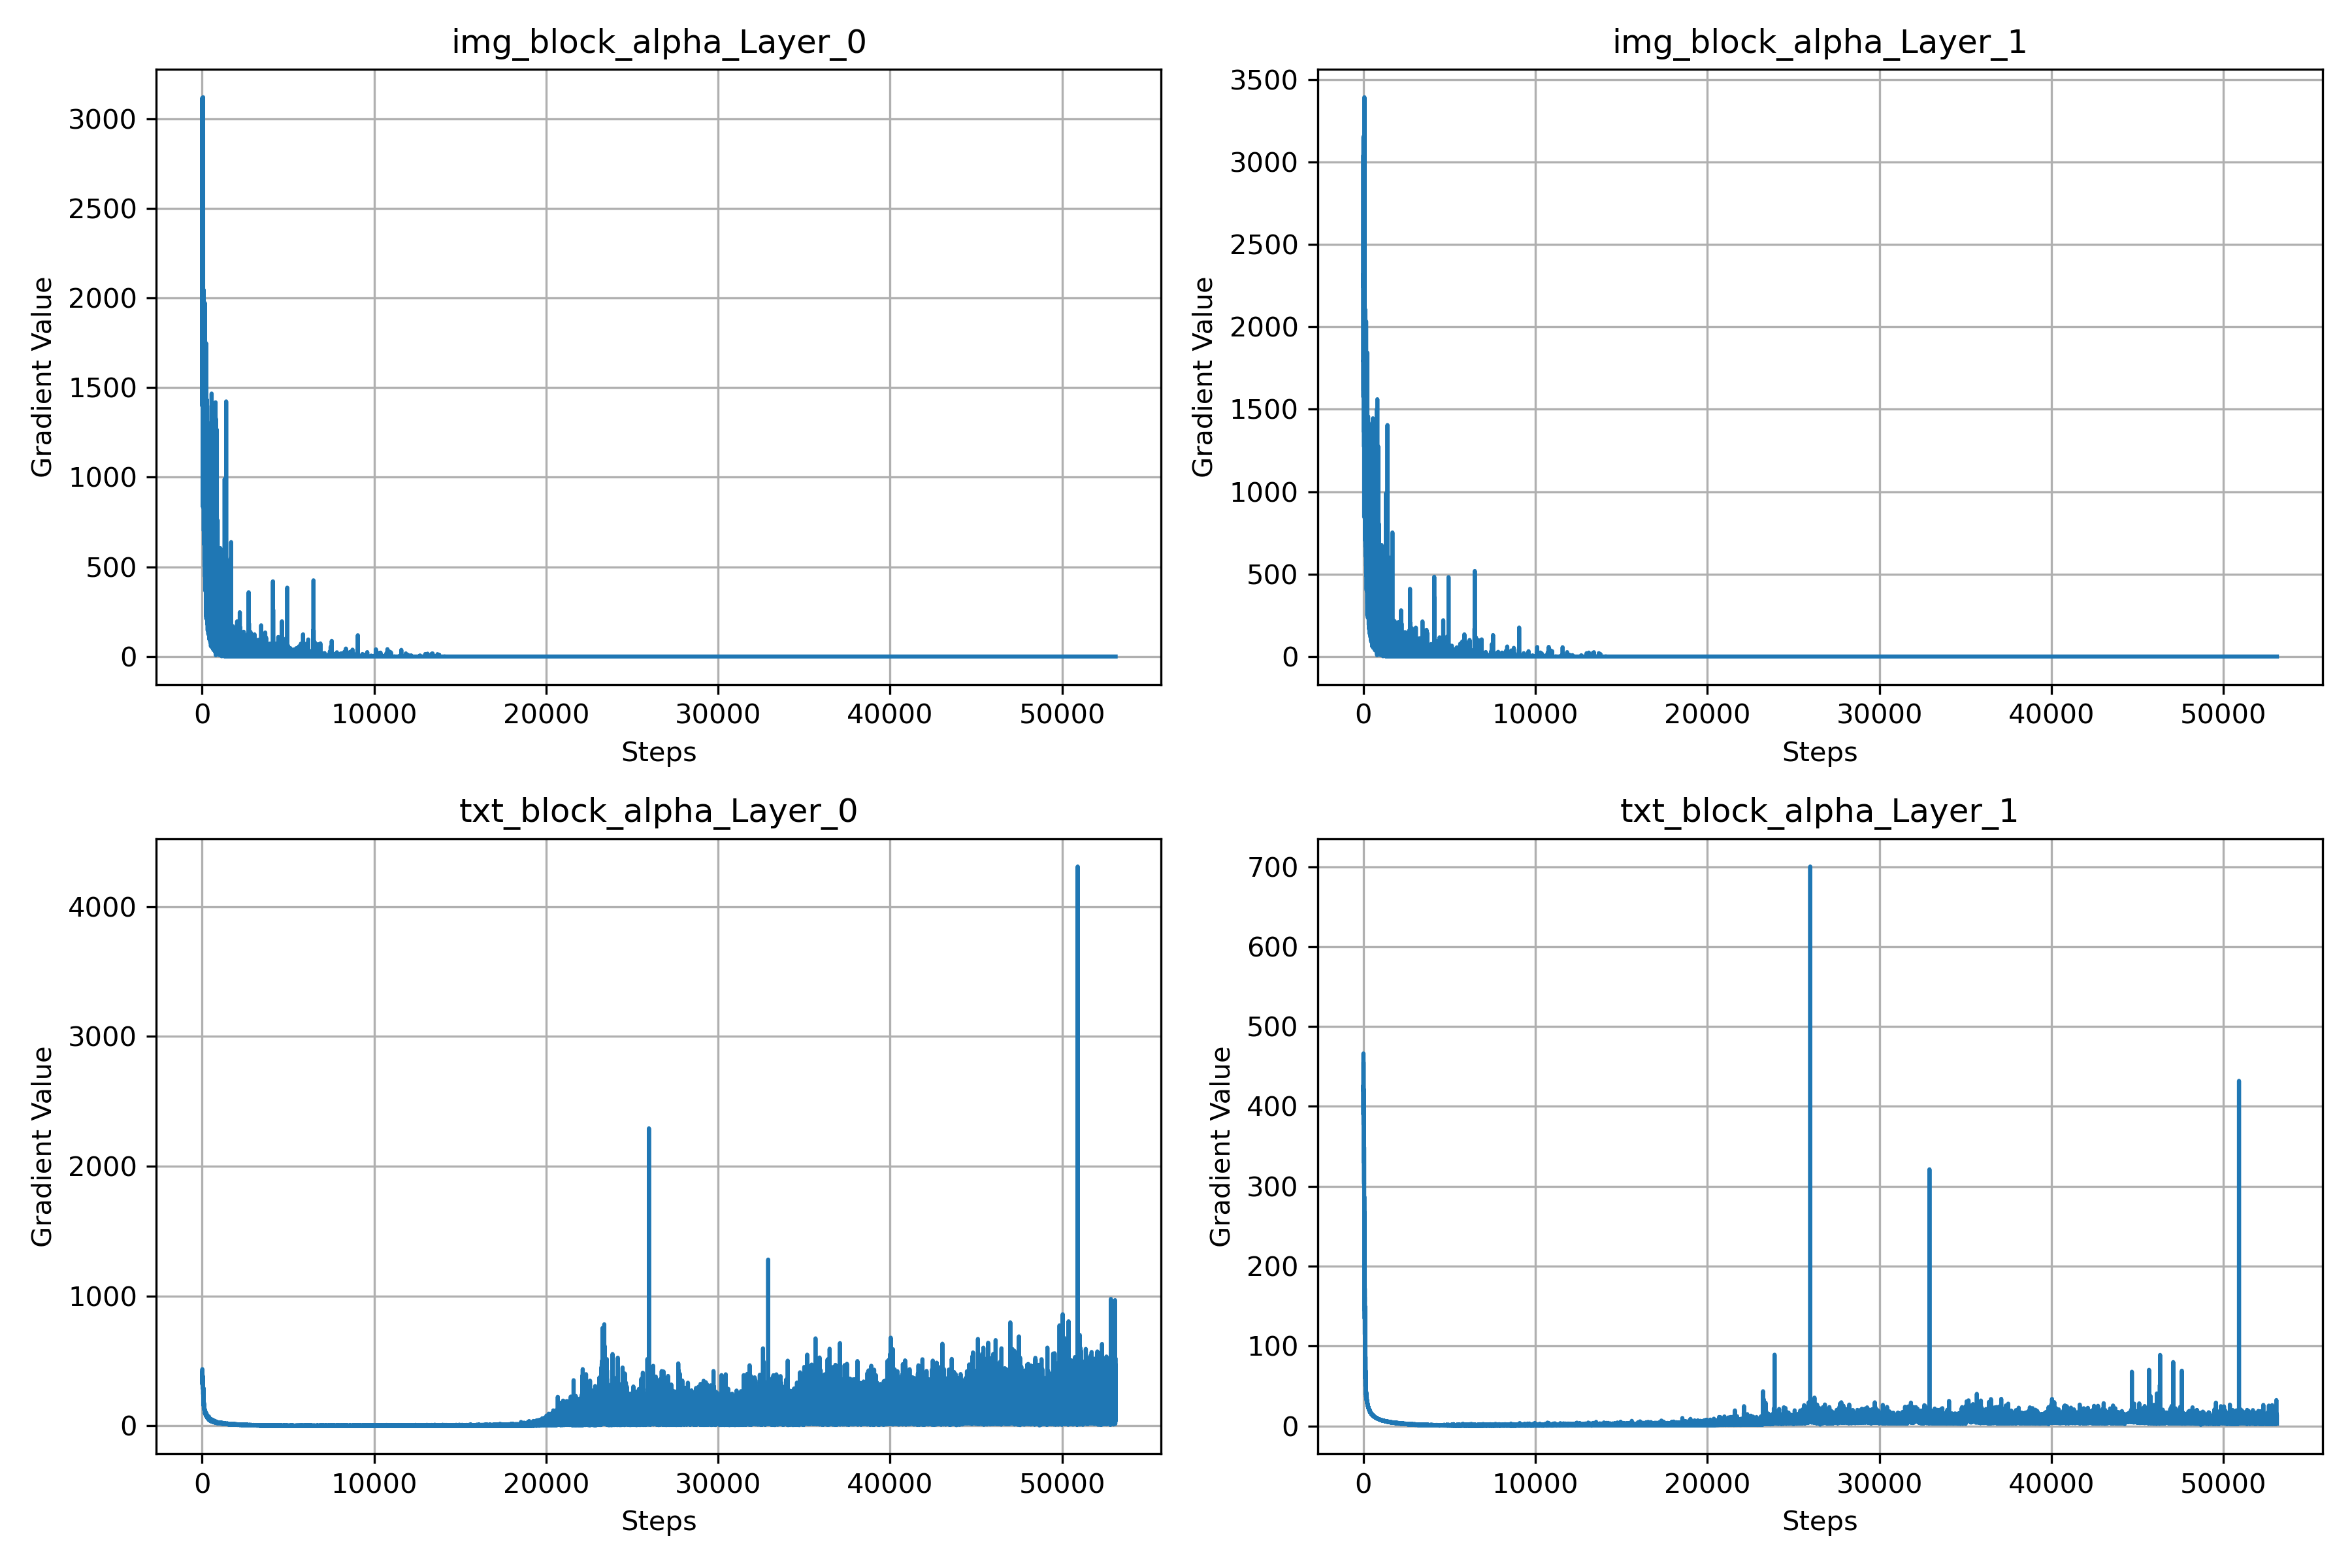 img_block_alpha_Layer_0
3000
2500
2000
1500
1000
500
0
Gradient Value
0 10000 20000 30000 40000 50000
Steps
img_block_alpha_Layer_1
3500
3000
2500
2000
1500
1000
500
0
Gradient Value
0 10000 20000 30000 40000 50000
Steps
txt_block_alpha_Layer_0
4000
3000
2000
1000
0
Gradient Value
0 10000 20000 30000 40000 50000
Steps
txt_block_alpha_Layer_1
700
600
500
400
300
200
100
0
Gradient Value
0 10000 20000 30000 40000 50000
Steps